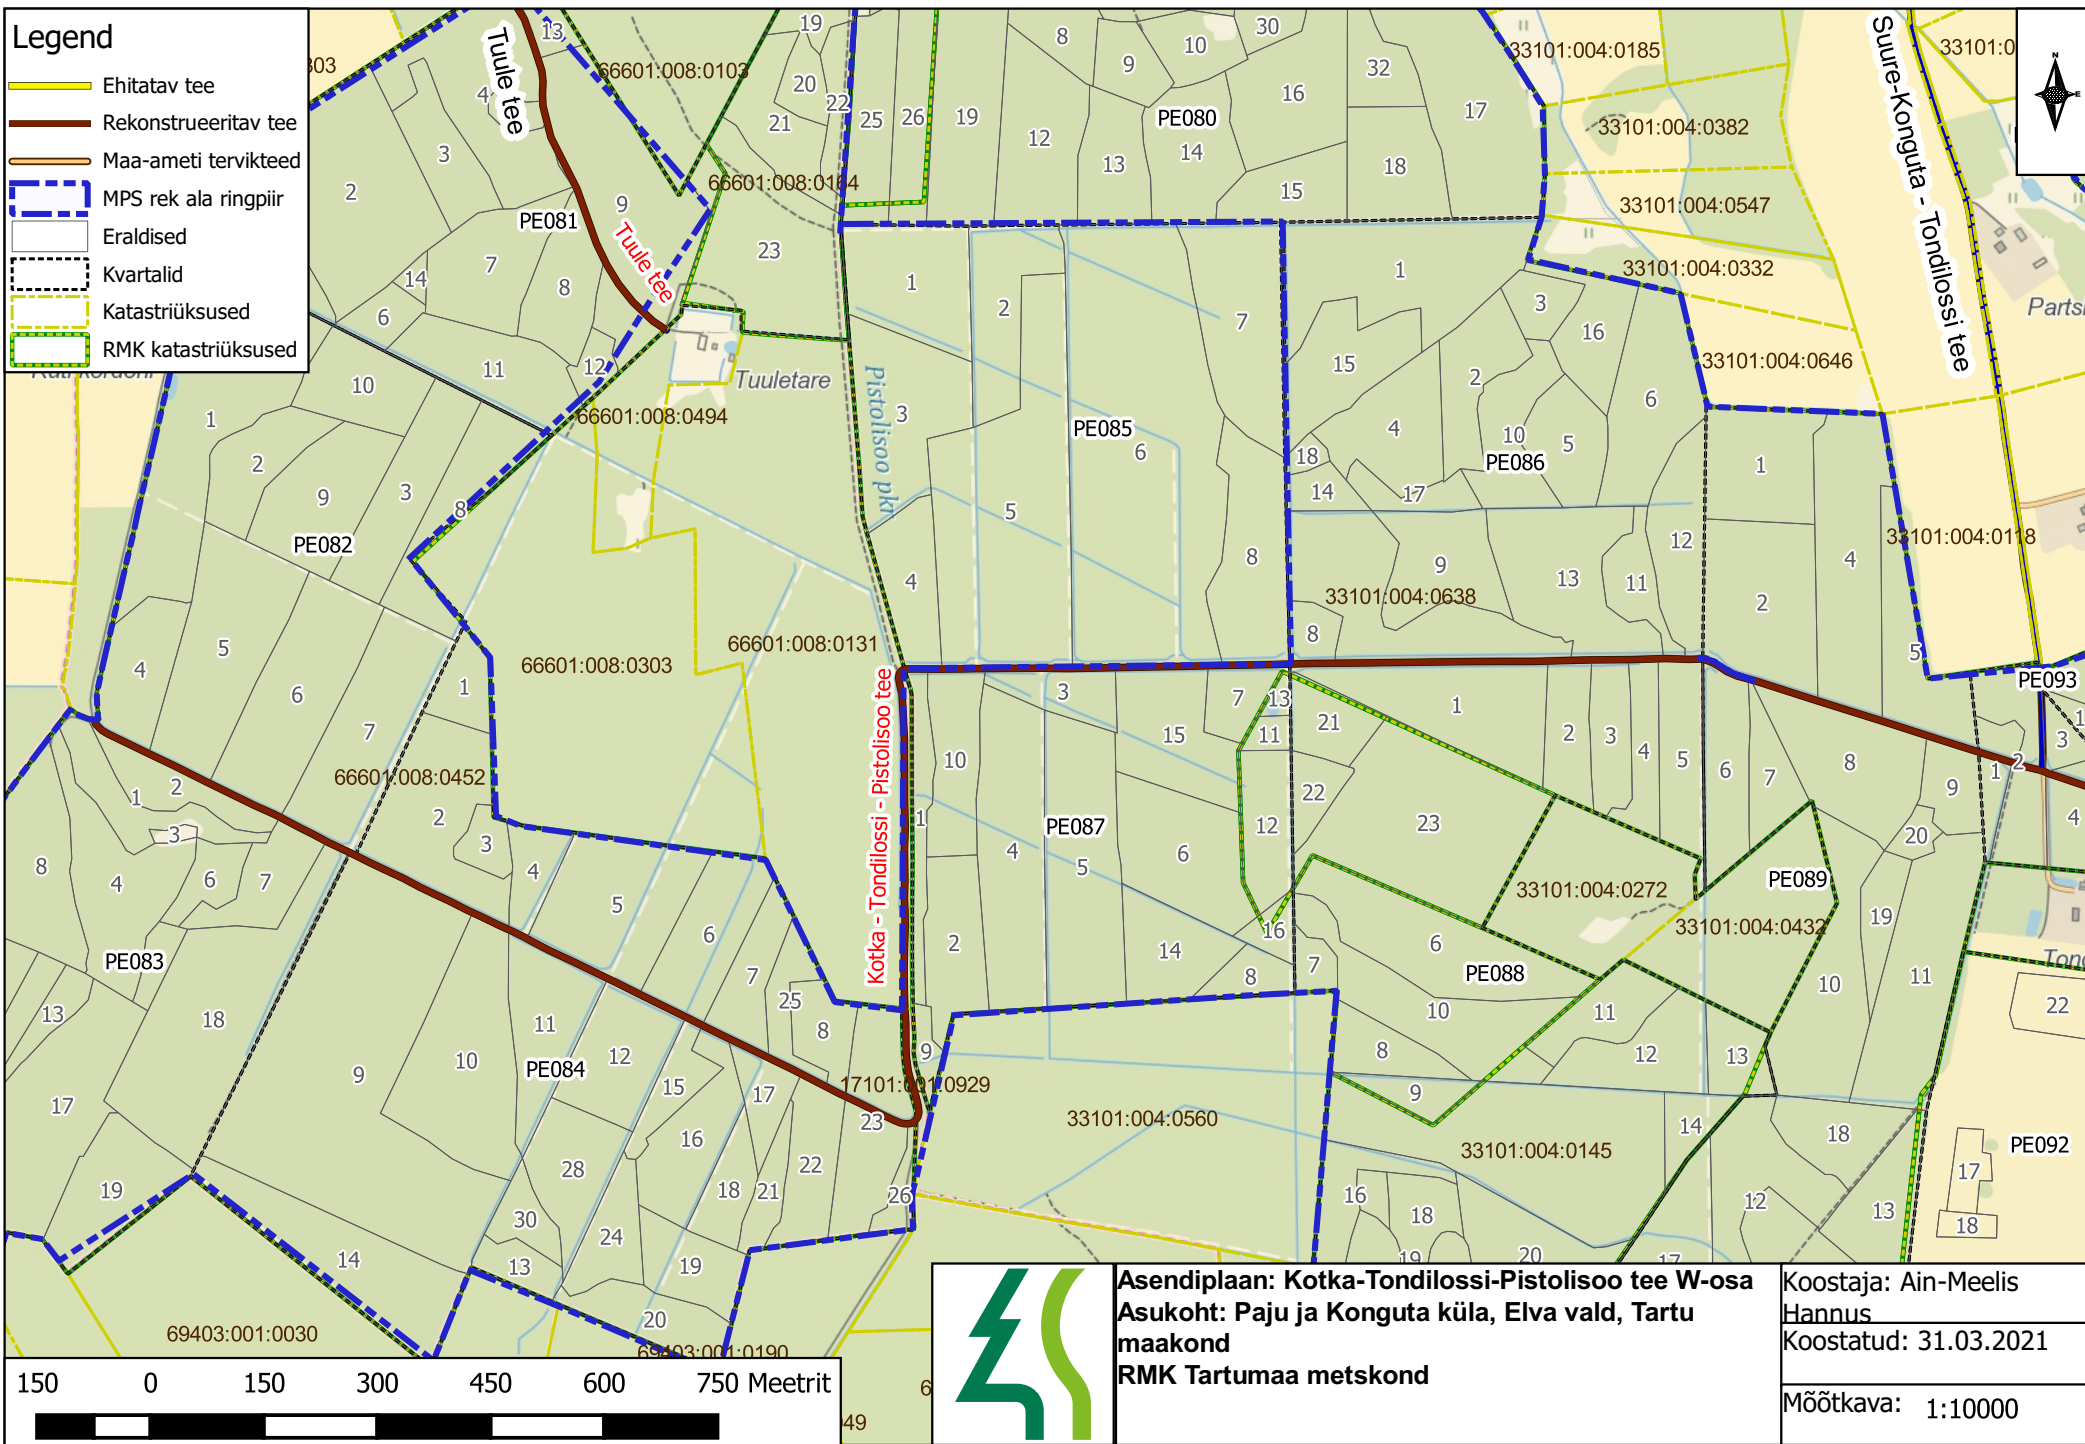 Legend
Ehitatav tee
Rekonstrueeritav tee
Maa-ameti tervikteed
MPS rek ala ringpiir
Eraldised
Kvartalid
Katastriüksused
RMK katastriüksused
Tuule tee
Tuule tee
Suure-Konguta - Tondilossi tee
Kotka - Tondilossi - Pistolisoo tee
Pistolisoo pkr
Tuuletare
PE080
PE081
PE082
PE083
PE084
PE085
PE086
PE087
PE088
PE089
PE092
PE093
66601:008:0103
66601:008:0164
66601:008:0494
66601:008:0303
66601:008:0131
66601:008:0452
17101:001:0929
69403:001:0030
69403:001:0190
33101:004:0185
33101:004:0382
33101:004:0547
33101:004:0332
33101:004:0646
33101:004:0118
33101:004:0638
33101:004:0272
33101:004:0432
33101:004:0560
33101:004:0145
150 0 150 300 450 600 750 Meetrit
Asendiplaan: Kotka-Tondilossi-Pistolisoo tee W-osa
Asukoht: Paju ja Konguta küla, Elva vald, Tartu
maakond
RMK Tartumaa metskond
Koostaja: Ain-Meelis
Hannus
Koostatud: 31.03.2021
Mõõtkava: 1:10000